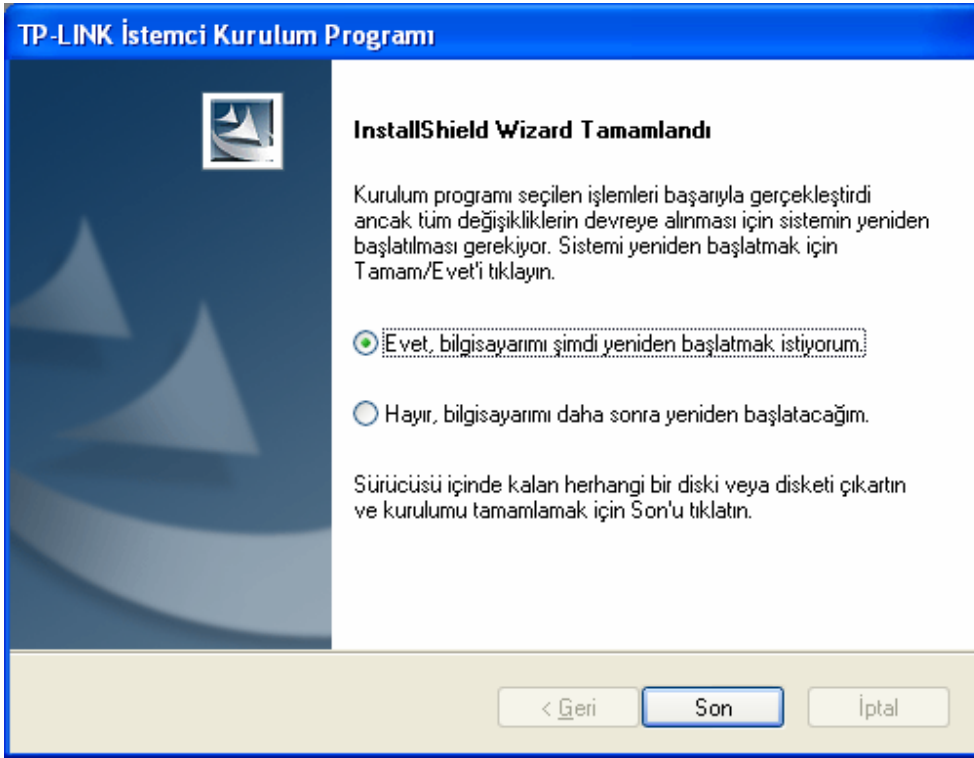 TP-LINK İstemci Kurulum Programı
InstallShield Wizard Tamamlandı
Kurulum programı seçilen işlemleri başarıyla gerçekleştirdi
ancak tüm değişikliklerin devreye alınması için sistemin yeniden
başlatılması gerekiyor. Sistemi yeniden başlatmak için
Tamam/Evet'i tıklayın.
Evet, bilgisayarımı şimdi yeniden başlatmak istiyorum.
Hayır, bilgisayarımı daha sonra yeniden başlatacağım.
Sürücüsü içinde kalan herhangi bir diski veya disketi çıkartın
ve kurulumu tamamlamak için Son'u tıklatın.
< Geri
Son
İptal